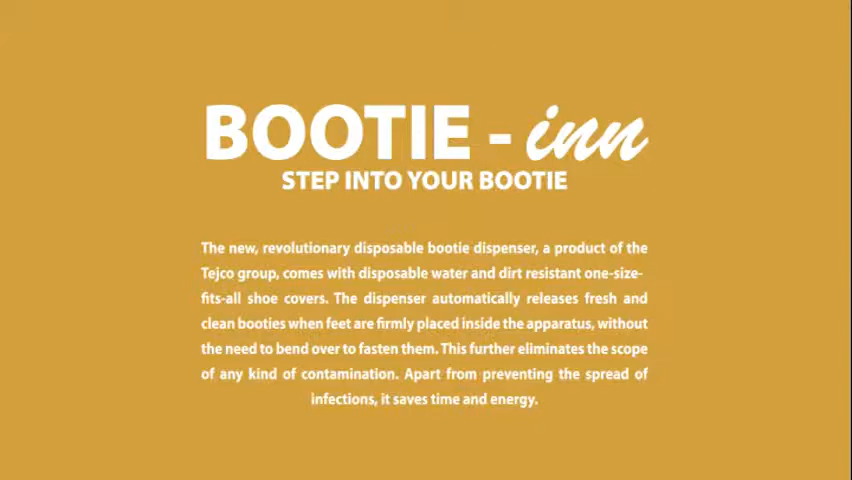 BOOTIE - inn
STEP INTO YOUR BOOTIE
The new, revolutionary disposable bootie dispenser, a product of the
Tejco group, comes with disposable water and dirt resistant one-size-
fits-all shoe covers. The dispenser automatically releases fresh and
clean booties when feet are firmly placed inside the apparatus, without
the need to bend over to fasten them. This further eliminates the scope
of any kind of contamination. Apart from preventing the spread of
infections, it saves time and energy.